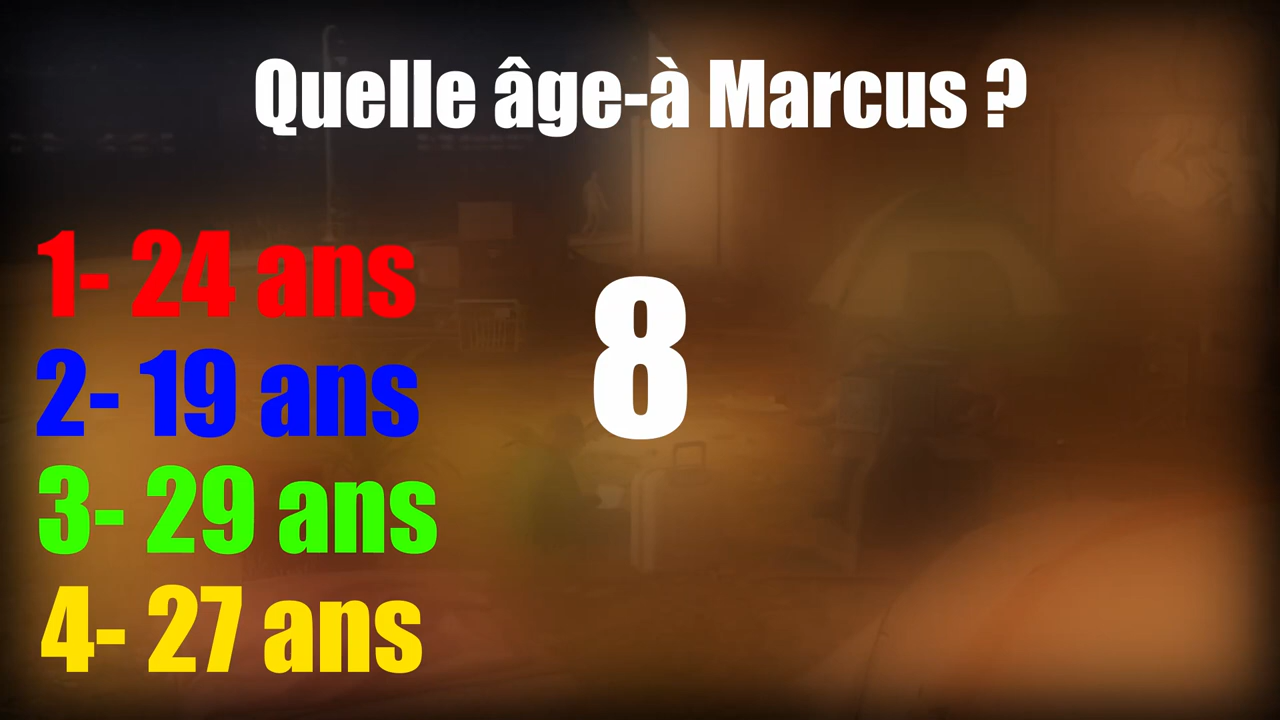 Quelle âge-à Marcus ?
1- 24 ans
8
2- 19 ans
3- 29 ans
4- 27 ans